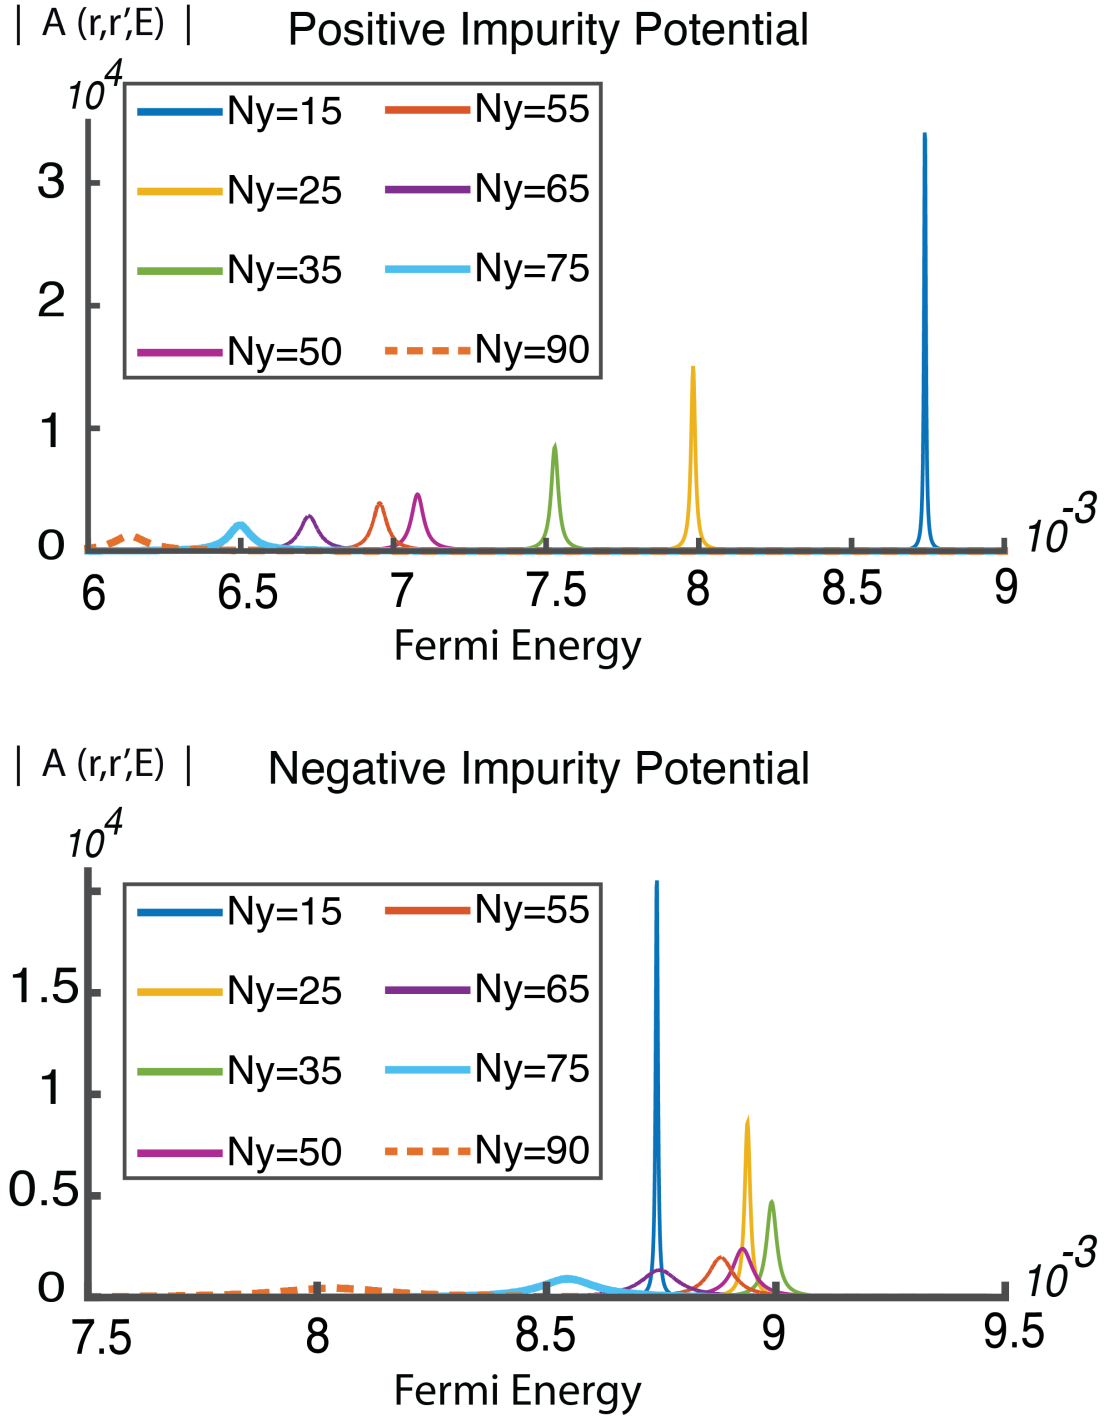 | A (r,r',E) | Positive Impurity Potential
10^4
Ny=15 Ny=55
Ny=25 Ny=65
Ny=35 Ny=75
Ny=50 Ny=90
3
2
1
0
10^-3
6 6.5 7 7.5 8 8.5 9
Fermi Energy
| A (r,r',E) | Negative Impurity Potential
10^4
Ny=15 Ny=55
Ny=25 Ny=65
Ny=35 Ny=75
Ny=50 Ny=90
1.5
1
0.5
0
10^-3
7.5 8 8.5 9 9.5
Fermi Energy